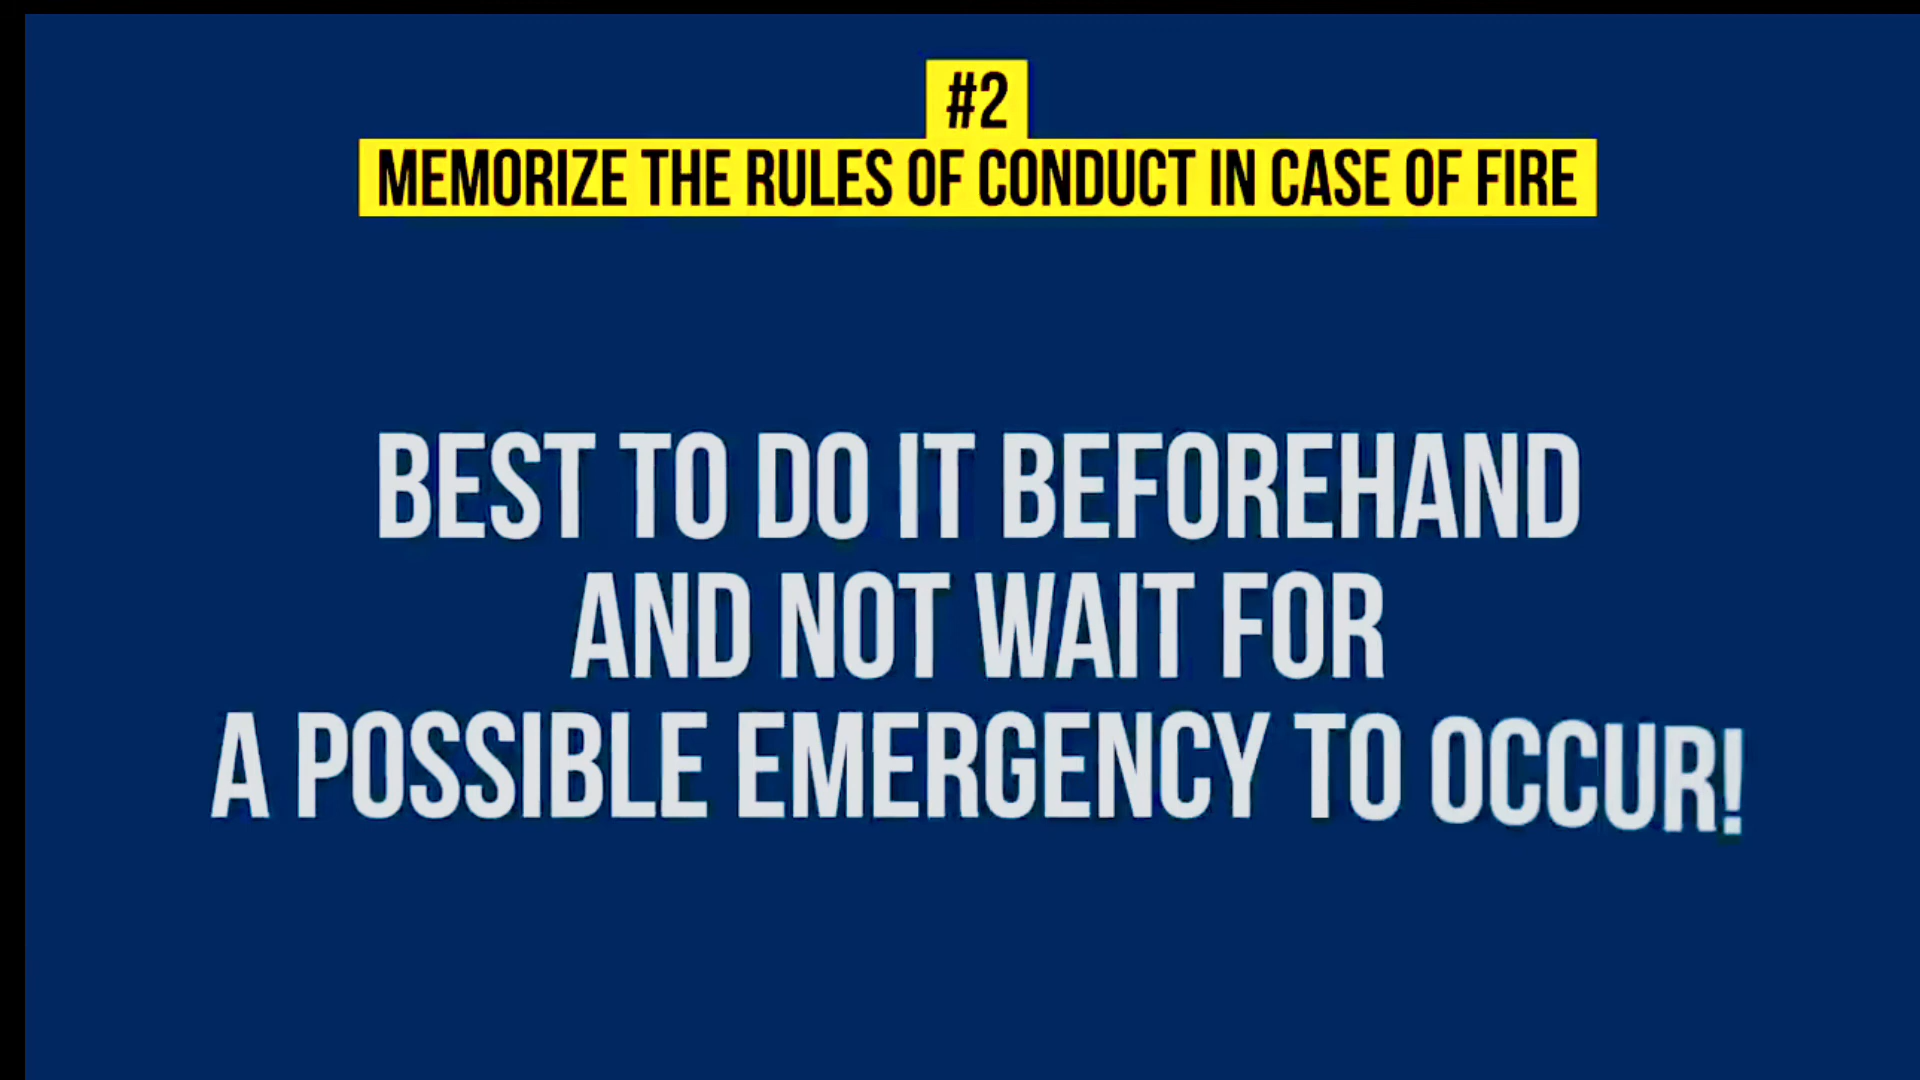 #2
MEMORIZE THE RULES OF CONDUCT IN CASE OF FIRE
BEST TO DO IT BEFOREHAND
AND NOT WAIT FOR
A POSSIBLE EMERGENCY TO OCCUR!